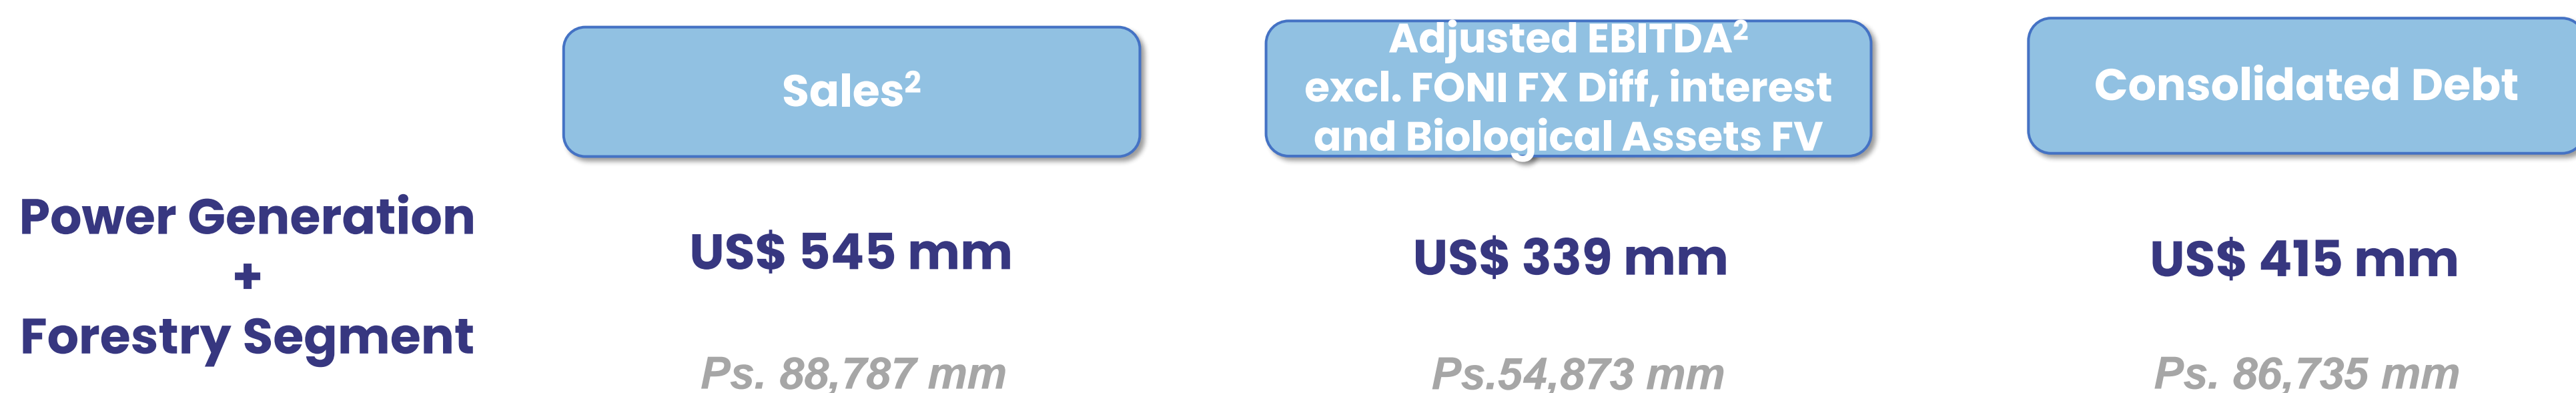 Sales²
Adjusted EBITDA²
excl. FONI FX Diff, interest
and Biological Assets FV
Consolidated Debt
Power Generation
+
Forestry Segment
US$ 545 mm
US$ 339 mm
US$ 415 mm
Ps. 88,787 mm
Ps.54,873 mm
Ps. 86,735 mm